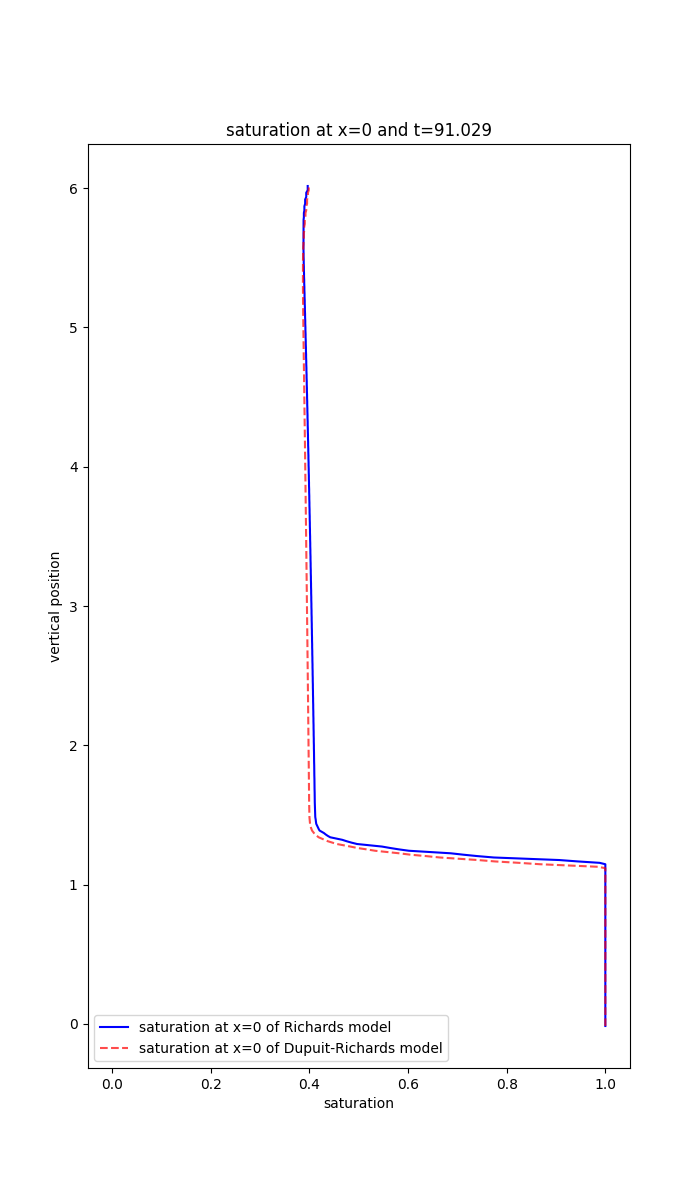 saturation at x=0 and t=91.029
6
5
4
3
2
1
0
vertical position
saturation at x=0 of Richards model
saturation at x=0 of Dupuit-Richards model
0.0 0.2 0.4 0.6 0.8 1.0
saturation